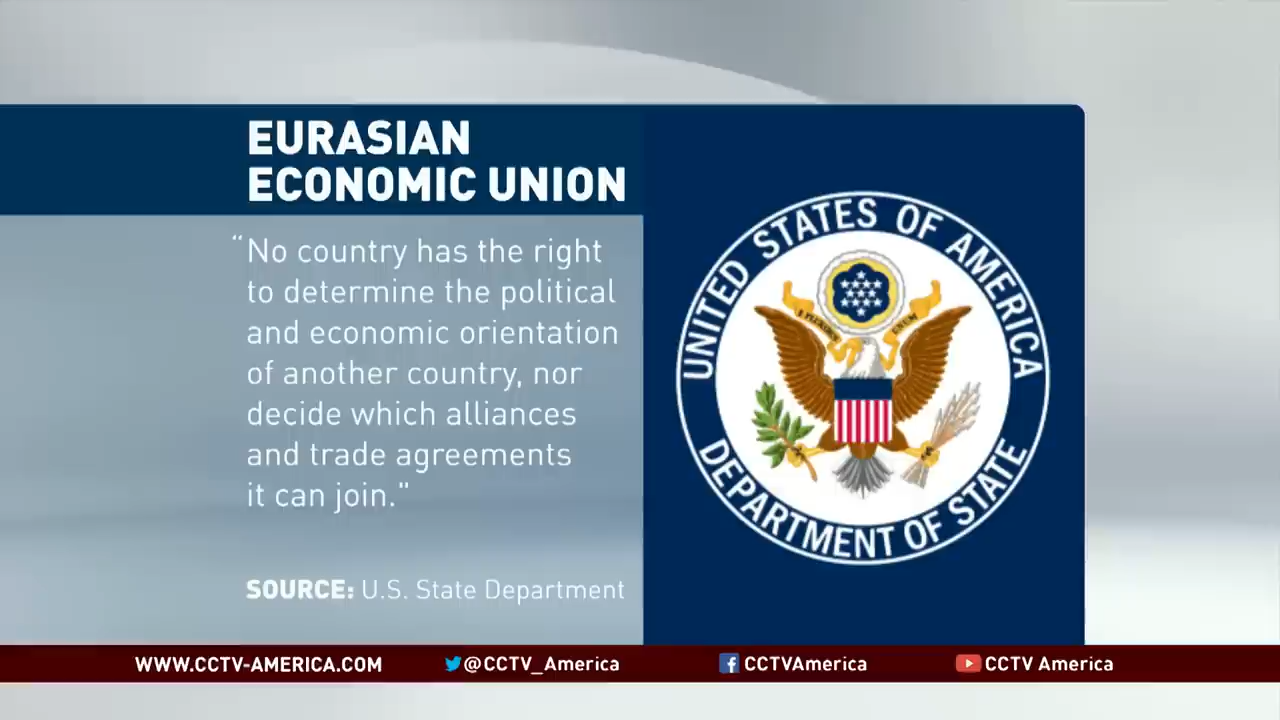 EURASIAN
ECONOMIC UNION
“No country has the right
to determine the political
and economic orientation
of another country, nor
decide which alliances
and trade agreements
it can join."
SOURCE: U.S. State Department
UNITED STATES OF AMERICA
E PLURIBUS UNUM
DEPARTMENT OF STATE
WWW.CCTV-AMERICA.COM
@CCTV_America
CCTVAmerica
CCTV America